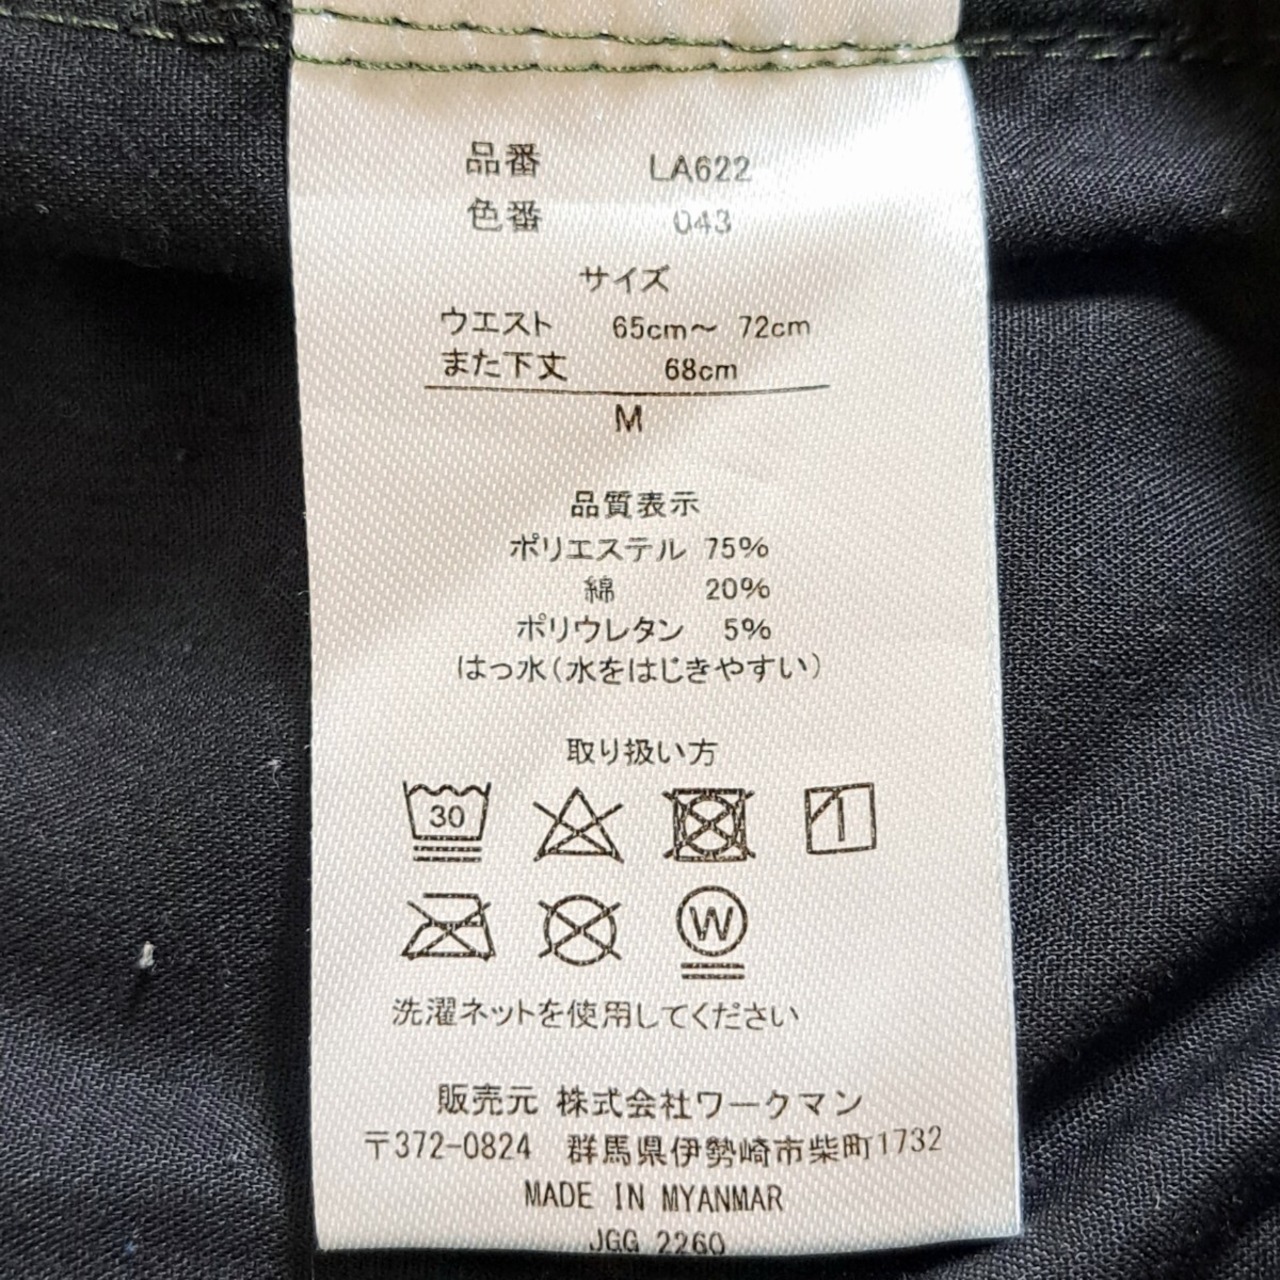 品番 LA622
色番 043
サイズ
ウエスト 65cm～ 72cm
また下丈 68cm
M
品質表示
ポリエステル 75%
綿 20%
ポリウレタン 5%
はっ水(水をはじきやすい)
取り扱い方
30
W
洗濯ネットを使用してください
販売元 株式会社ワークマン
〒372-0824 群馬県伊勢崎市柴町1732
MADE IN MYANMAR
JGG 2260